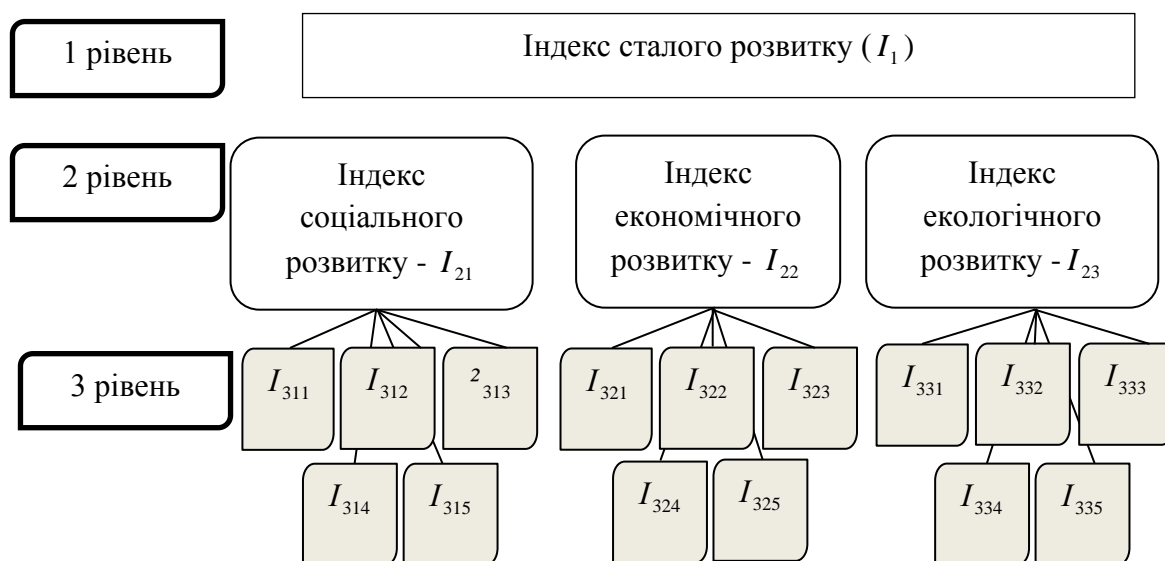 1 рівень
Індекс сталого розвитку (I₁)
2 рівень
Індекс
соціального
розвитку - I₂₁
Індекс
економічного
розвитку - I₂₂
Індекс
екологічного
розвитку - I₂₃
3 рівень
I₃₁₁
I₃₁₂
²₃₁₃
I₃₂₁
I₃₂₂
I₃₂₃
I₃₃₁
I₃₃₂
I₃₃₃
I₃₁₄
I₃₁₅
I₃₂₄
I₃₂₅
I₃₃₄
I₃₃₅